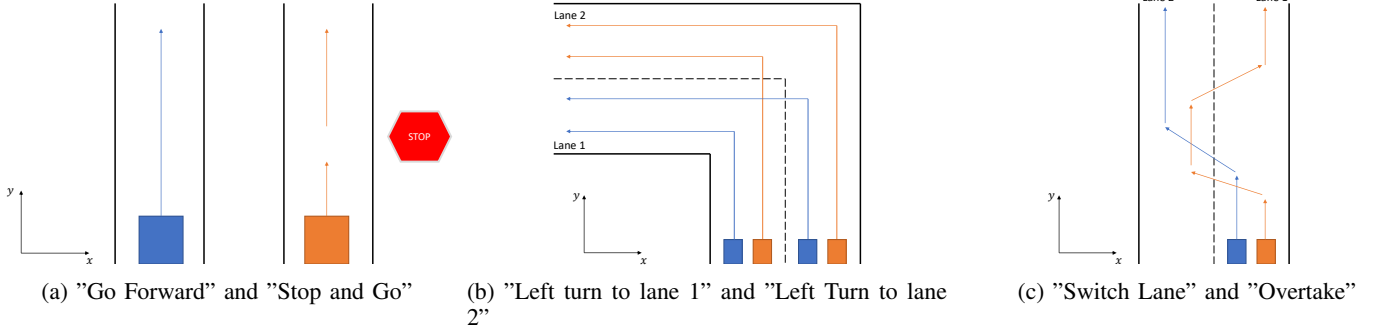 Lane 2
STOP
Lane 1
y
x
y
x
y
x
(a) ”Go Forward” and ”Stop and Go”
(b) ”Left turn to lane 1” and ”Left Turn to lane
2”
(c) ”Switch Lane” and ”Overtake”